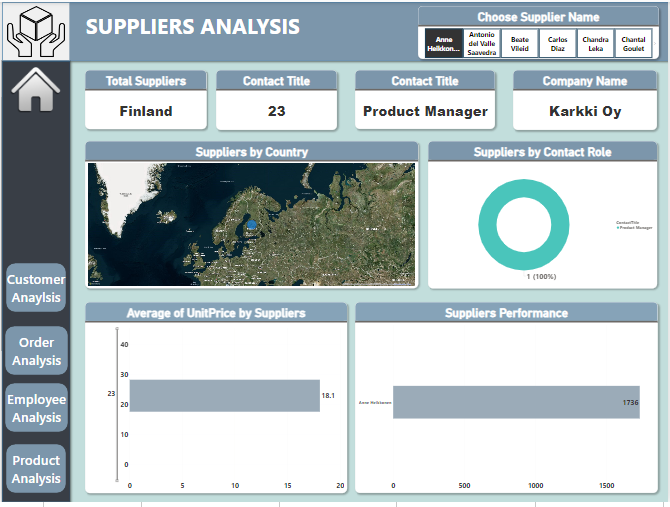 SUPPLIERS ANALYSIS
Choose Supplier Name
Anne
Heikkon...
Antonio
del Valle
Saavedra
Beate
Vileid
Carlos
Diaz
Chandra
Leka
Chantal
Goulet
Total Suppliers
Finland
Contact Title
23
Contact Title
Product Manager
Company Name
Karkki Oy
Suppliers by Country
Suppliers by Contact Role
ContactTitle
Product Manager
1 (100%)
Customer
Anaylsis
Order
Analysis
Employee
Analysis
Product
Analysis
Average of UnitPrice by Suppliers
40
30
23
20
10
0
18.1
0
5
10
15
20
Suppliers Performance
Anne Heikkonen
1736
0
500
1000
1500